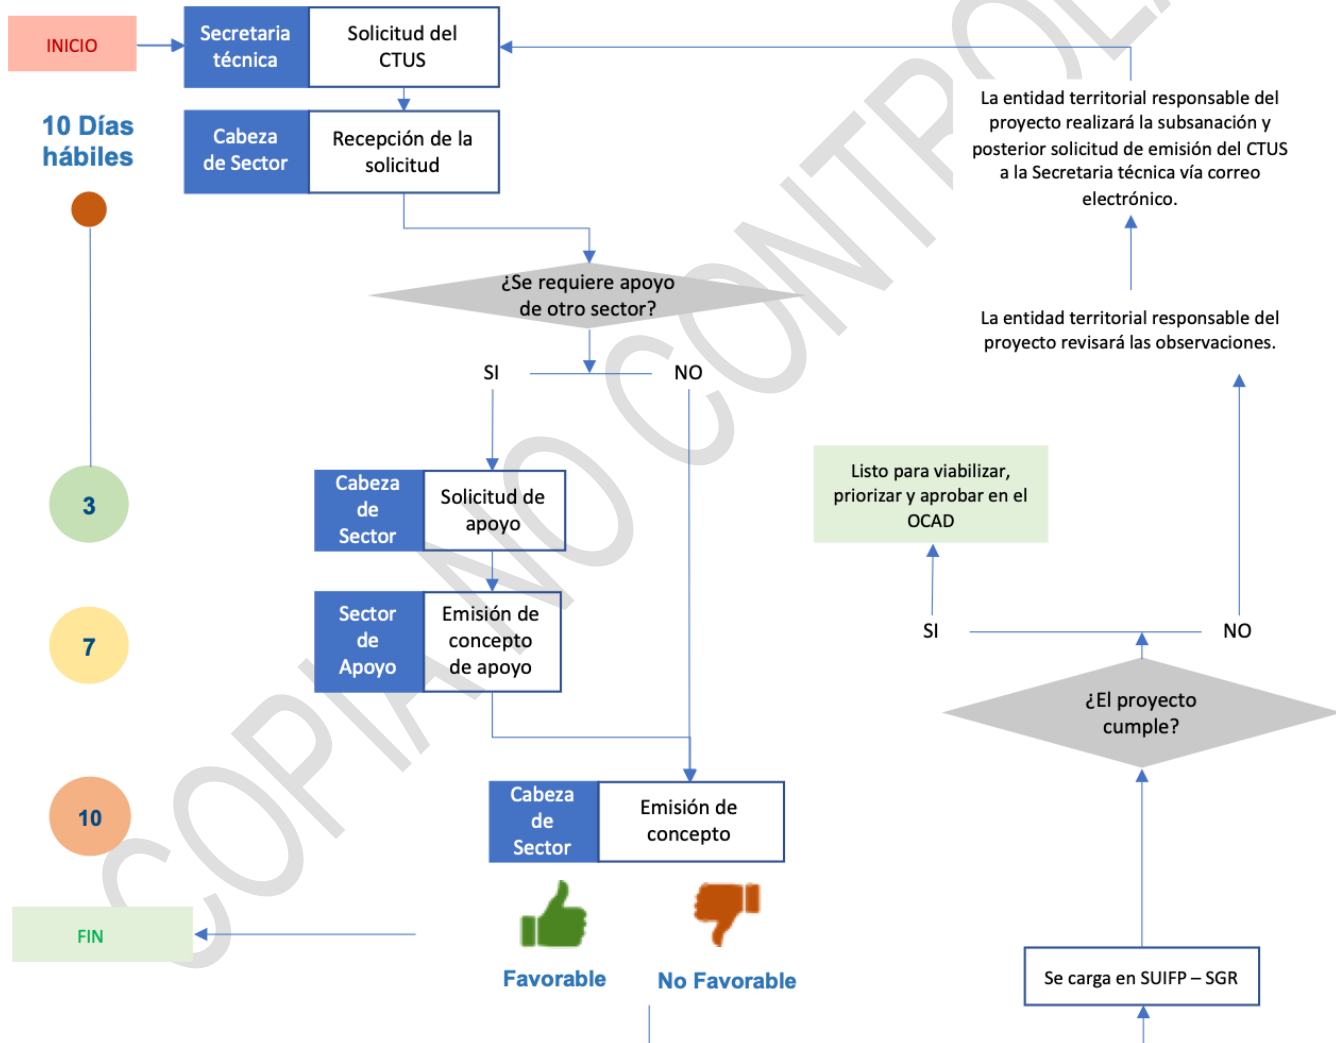 INICIO
Secretaria
técnica
Solicitud del
CTUS
10 Días
hábiles
Cabeza
de Sector
Recepción de la
solicitud
La entidad territorial responsable del
proyecto realizará la subsanación y
posterior solicitud de emisión del CTUS
a la Secretaria técnica vía correo
electrónico.
¿Se requiere apoyo
de otro sector?
La entidad territorial responsable del
proyecto revisará las observaciones.
SI
NO
3
Cabeza
de
Sector
Solicitud de
apoyo
Listo para viabilizar,
priorizar y aprobar en el
OCAD
7
Sector
de
Apoyo
Emisión de
concepto
de apoyo
SI
NO
¿El proyecto
cumple?
10
Cabeza
de
Sector
Emisión de
concepto
FIN
Favorable
No Favorable
Se carga en SUIFP – SGR
COPIA NO CONTROLA